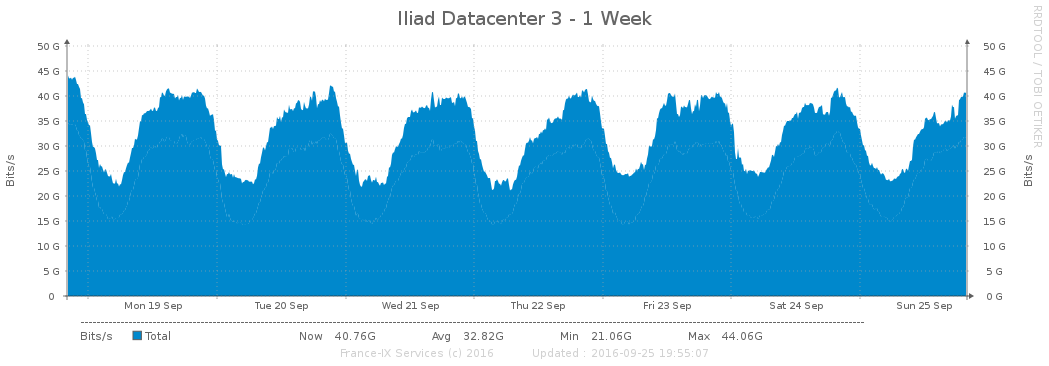 Iliad Datacenter 3 - 1 Week
RRDTOOL / TOBI OETIKER
Bits/s
50 G 50 G
45 G 45 G
40 G 40 G
35 G 35 G
30 G 30 G
25 G 25 G
20 G 20 G
15 G 15 G
10 G 10 G
5 G 5 G
0 0 G
Bits/s
Mon 19 Sep Tue 20 Sep Wed 21 Sep Thu 22 Sep Fri 23 Sep Sat 24 Sep Sun 25 Sep
Bits/s Total Now 40.76G Avg 32.82G Min 21.06G Max 44.06G
France-IX Services (c) 2016 Updated : 2016-09-25 19:55:07